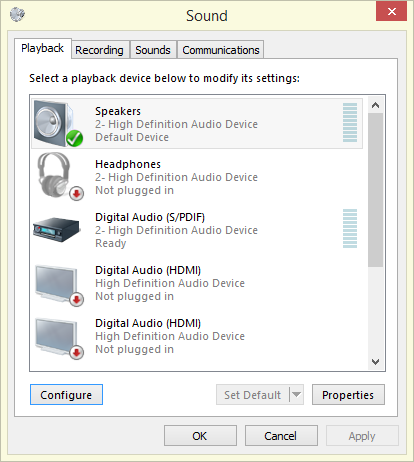 Sound
Playback Recording Sounds Communications
Select a playback device below to modify its settings:
Speakers
2- High Definition Audio Device
Default Device
Headphones
2- High Definition Audio Device
Not plugged in
Digital Audio (S/PDIF)
2- High Definition Audio Device
Ready
Digital Audio (HDMI)
High Definition Audio Device
Not plugged in
Digital Audio (HDMI)
High Definition Audio Device
Not plugged in
Configure Set Default Properties
OK Cancel Apply